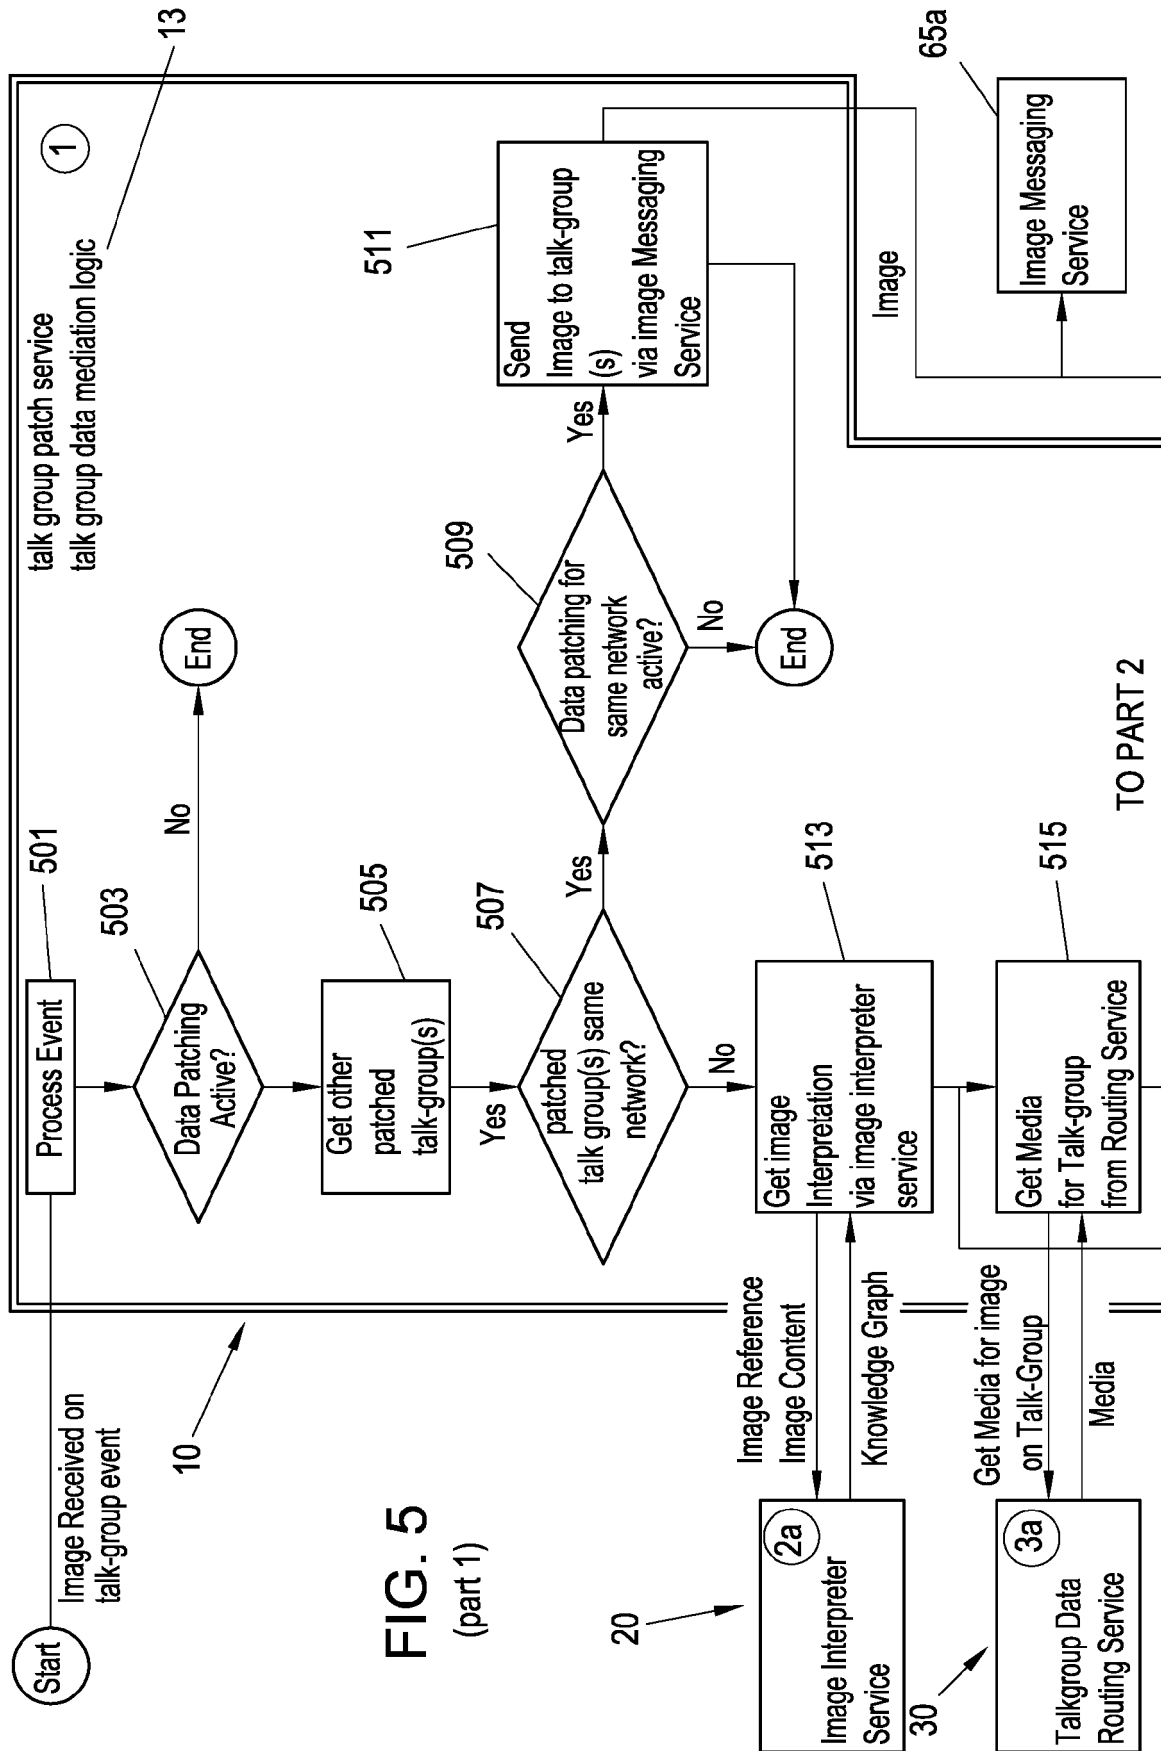 Start
Image Received on
talk-group event
10
talk group patch service
talk group data mediation logic
1
13
Process Event
501
Data Patching
Active?
503
No
End
Get other
patched
talk-group(s)
505
Yes
patched
talk group(s) same
network?
507
Yes
Data patching for
same network
active?
509
Yes
Send
Image to talk-group
(s)
via image Messaging
Service
511
No
End
Image
Image Messaging
Service
65a
No
Get image
Interpretation
via image interpreter
service
513
Image Reference
Image Content
Knowledge Graph
2a
Image Interpreter
Service
20
Get Media
for Talk-group
from Routing Service
515
Get Media for image
on Talk-Group
Media
3a
Talkgroup Data
Routing Service
30
TO PART 2
FIG. 5
(part 1)